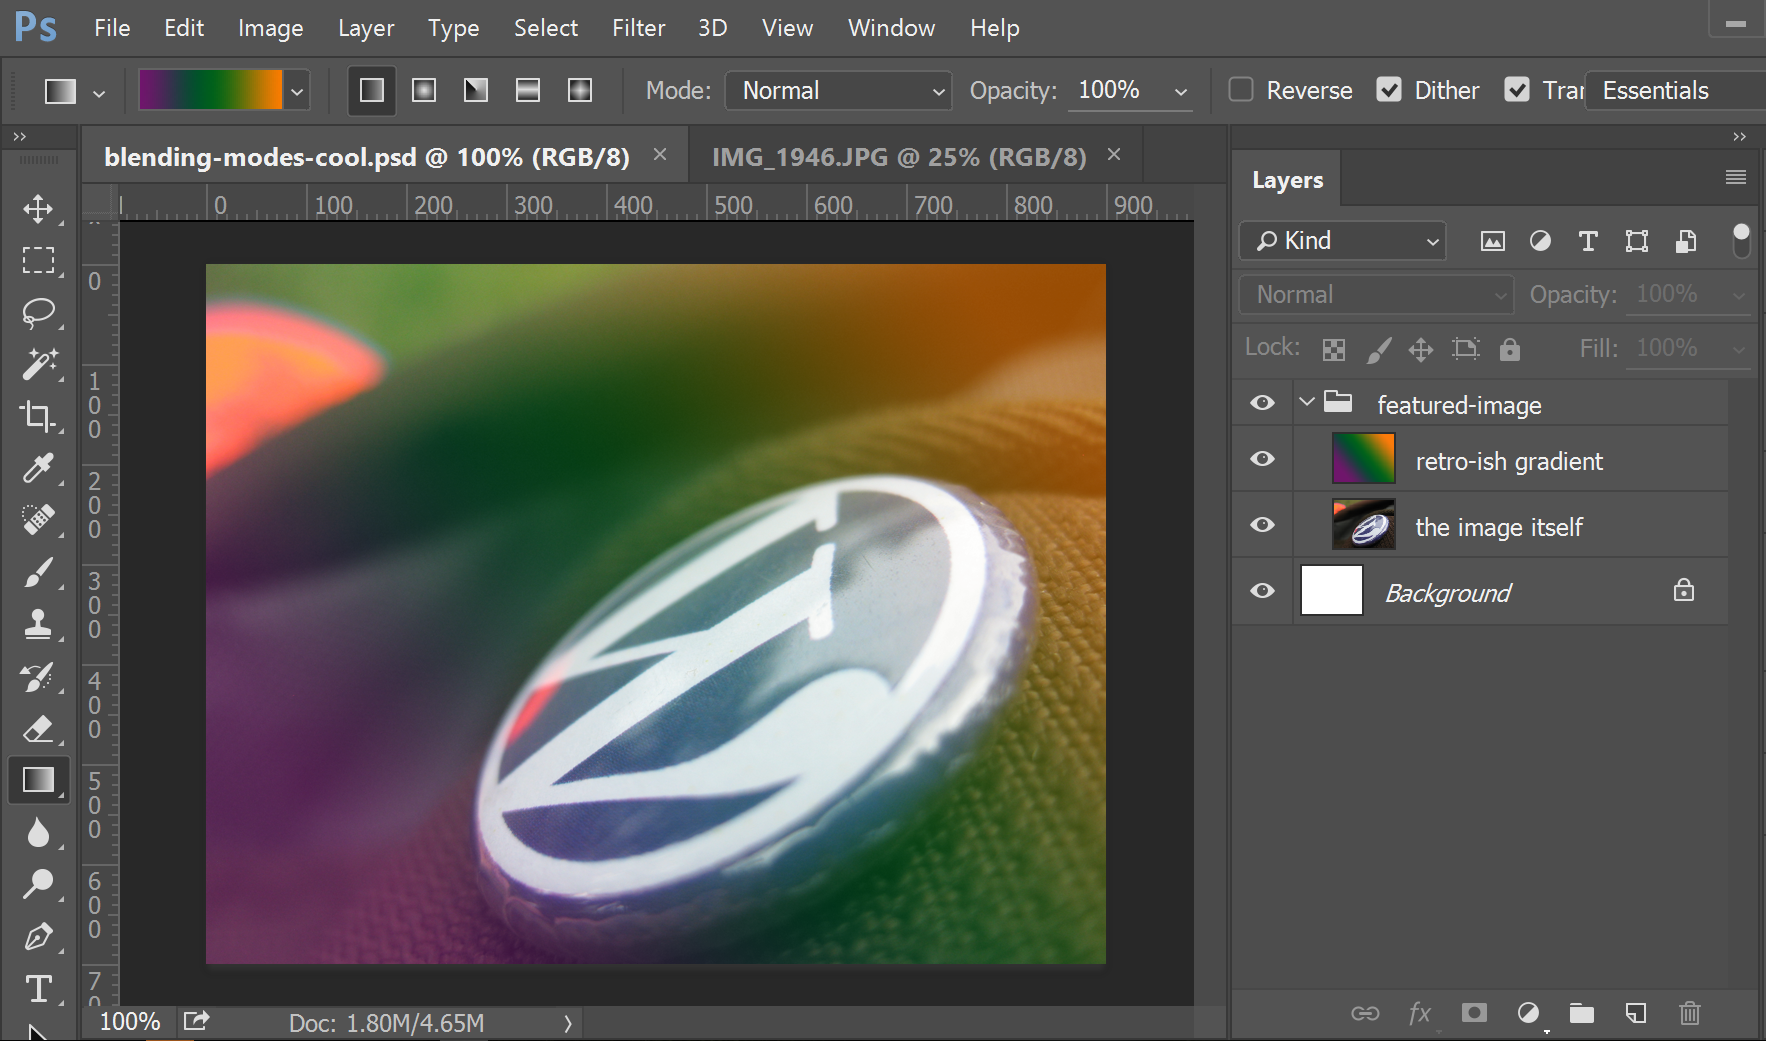 Ps File Edit Image Layer Type Select Filter 3D View Window Help
Mode: Normal Opacity: 100% Reverse Dither Tran Essentials
blending-modes-cool.psd @ 100% (RGB/8) × IMG_1946.JPG @ 25% (RGB/8) ×
0 100 200 300 400 500 600 700 800 900
0
100
200
300
400
500
600
70
Layers
Kind
Normal Opacity: 100%
Lock: Fill: 100%
featured-image
retro-ish gradient
the image itself
Background
fx
100% Doc: 1.80M/4.65M